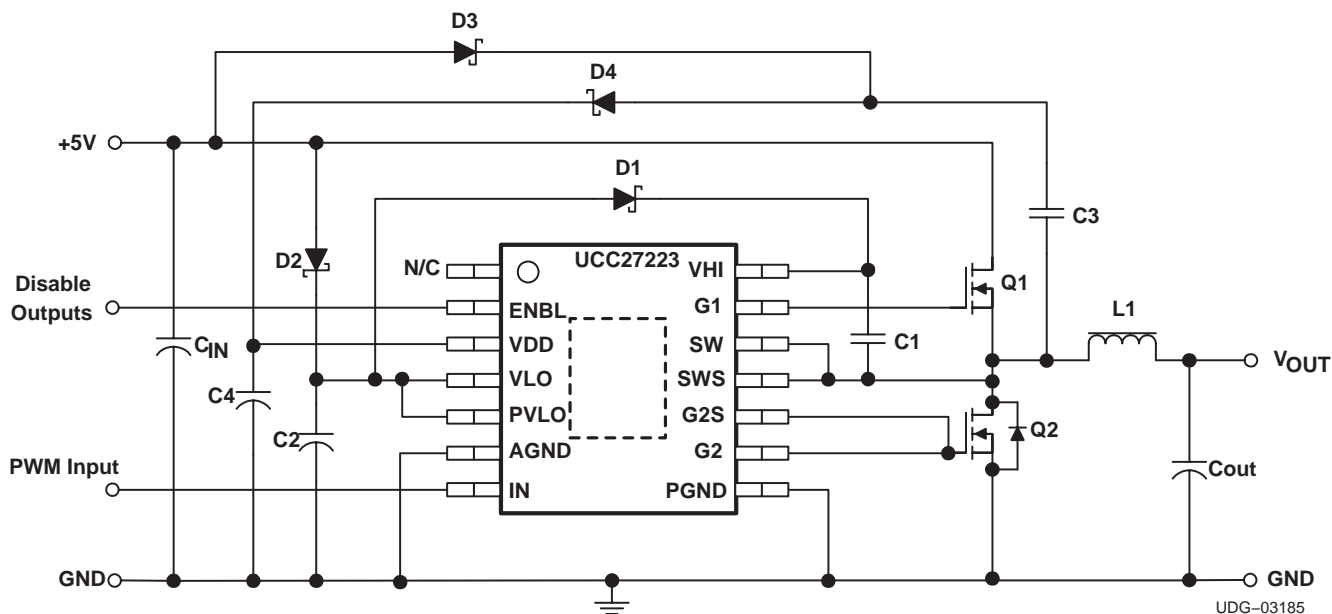 D3
D4
+5V
D1
C3
D2
N/C
UCC27223
VHI
Q1
Disable
Outputs
ENBL
G1
L1
CIN
VDD
SW
C1
VOUT
C4
VLO
SWS
C2
PVLO
G2S
Q2
PWM Input
AGND
G2
Cout
IN
PGND
GND
GND
UDG–03185